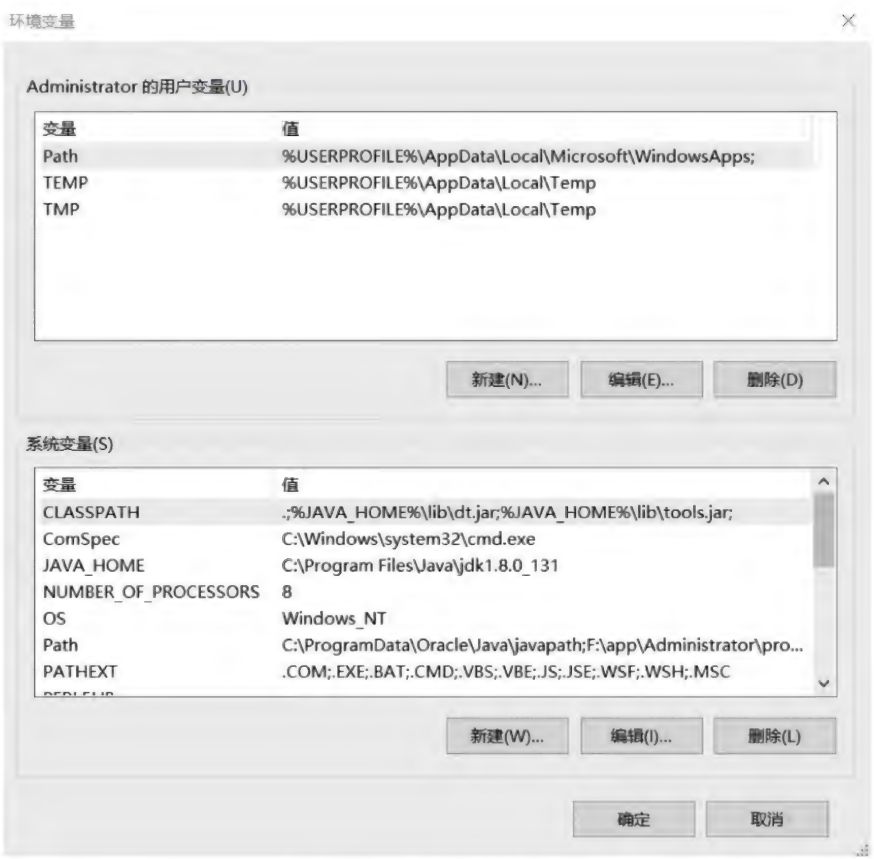 环境变量
Administrator 的用户变量(U)
变量 值
Path %USERPROFILE%\AppData\Local\Microsoft\WindowsApps;
TEMP %USERPROFILE%\AppData\Local\Temp
TMP %USERPROFILE%\AppData\Local\Temp
新建(N)... 编辑(E)... 删除(D)
系统变量(S)
变量 值
CLASSPATH .;%JAVA_HOME%\lib\dt.jar;%JAVA_HOME%\lib\tools.jar;
ComSpec C:\Windows\system32\cmd.exe
JAVA_HOME C:\Program Files\Java\jdk1.8.0_131
NUMBER_OF_PROCESSORS 8
OS Windows_NT
Path C:\ProgramData\Oracle\Java\javapath;F:\app\Administrator\pro...
PATHEXT .COM;.EXE;.BAT;.CMD;.VBS;.VBE;.JS;.JSE;.WSF;.WSH;.MSC
新建(W)... 编辑(I)... 删除(L)
确定 取消